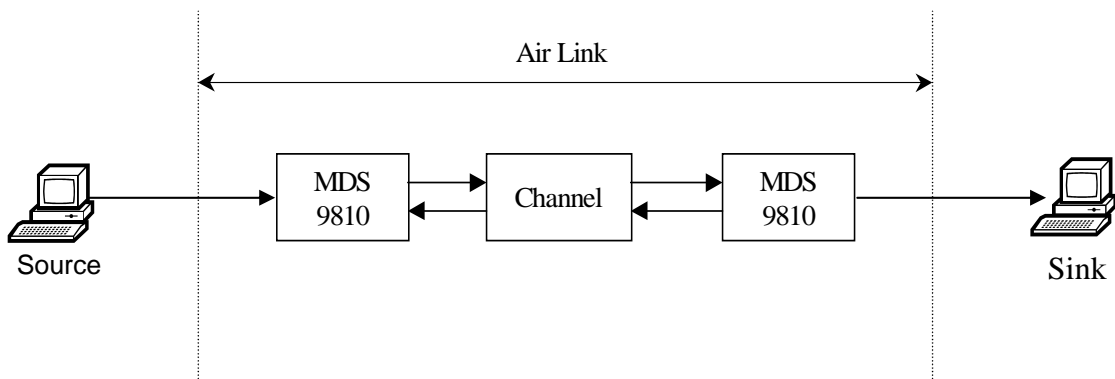 Air Link
MDS
9810
Channel
MDS
9810
Source
Sink